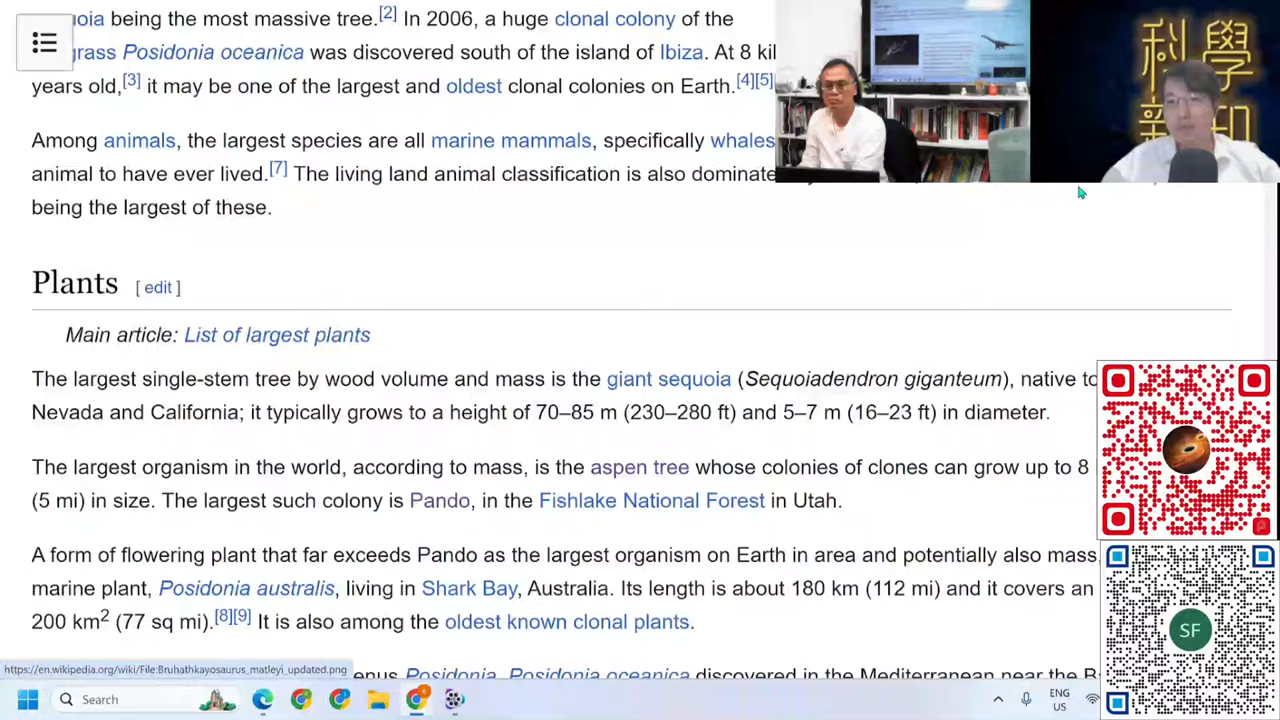 uoia being the most massive tree.[2] In 2006, a huge clonal colony of the
grass Posidonia oceanica was discovered south of the island of Ibiza. At 8 kil
years old,[3] it may be one of the largest and oldest clonal colonies on Earth.[4][5]
Among animals, the largest species are all marine mammals, specifically whales
animal to have ever lived.[7] The living land animal classification is also dominate
being the largest of these.
科學
新知
Plants [ edit ]
Main article: List of largest plants
The largest single-stem tree by wood volume and mass is the giant sequoia (Sequoiadendron giganteum), native to
Nevada and California; it typically grows to a height of 70–85 m (230–280 ft) and 5–7 m (16–23 ft) in diameter.
The largest organism in the world, according to mass, is the aspen tree whose colonies of clones can grow up to 8
(5 mi) in size. The largest such colony is Pando, in the Fishlake National Forest in Utah.
A form of flowering plant that far exceeds Pando as the largest organism on Earth in area and potentially also mass,
marine plant, Posidonia australis, living in Shark Bay, Australia. Its length is about 180 km (112 mi) and it covers an
200 km2 (77 sq mi).[8][9] It is also among the oldest known clonal plants.
SF
https://en.wikipedia.org/wiki/File:Bruhathkayosaurus_matleyi_updated.png
enus Posidonia, Posidonia oceanica discovered in the Mediterranean near the B
Search
ENG
US